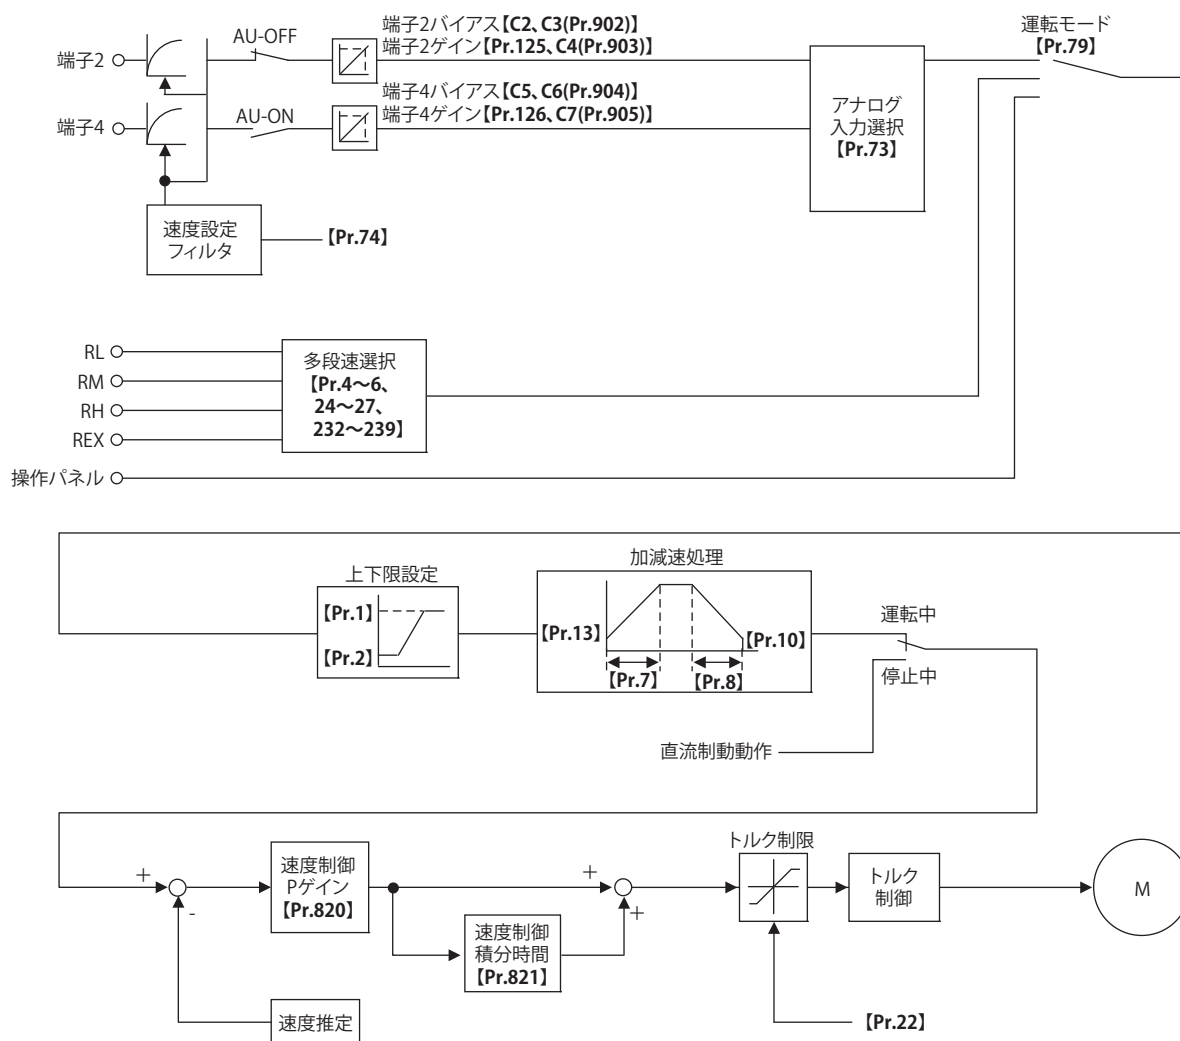 端子2バイアス【C2、C3(Pr.902)】
運転モード
AU-OFF
端子2ゲイン【Pr.125、C4(Pr.903)】
【Pr.79】
端子2
端子4バイアス【C5、C6(Pr.904)】
アナログ
端子4
AU-ON
端子4ゲイン【Pr.126、C7(Pr.905)】
入力選択
【Pr.73】
速度設定
フィルタ
【Pr.74】
RL
RM
RH
REX
多段速選択
【Pr.4～6、
24～27、
232～239】
操作パネル
上下限設定
【Pr.1】
【Pr.2】
加減速処理
【Pr.13】
【Pr.10】
【Pr.7】
【Pr.8】
運転中
停止中
直流制動動作
+
-
速度制御
Pゲイン
【Pr.820】
+
+
速度制御
積分時間
【Pr.821】
トルク制限
トルク
制御
M
速度推定
【Pr.22】